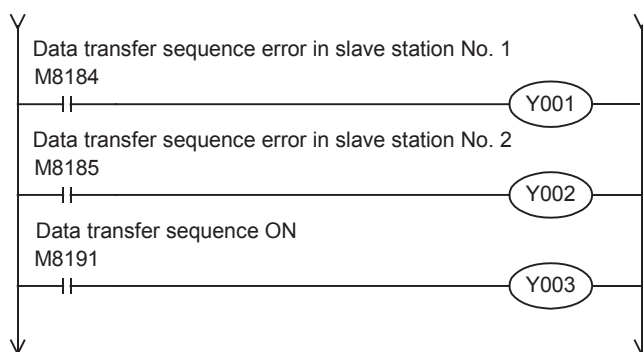 Data transfer sequence error in slave station No. 1
M8184
Y001
Data transfer sequence error in slave station No. 2
M8185
Y002
Data transfer sequence ON
M8191
Y003